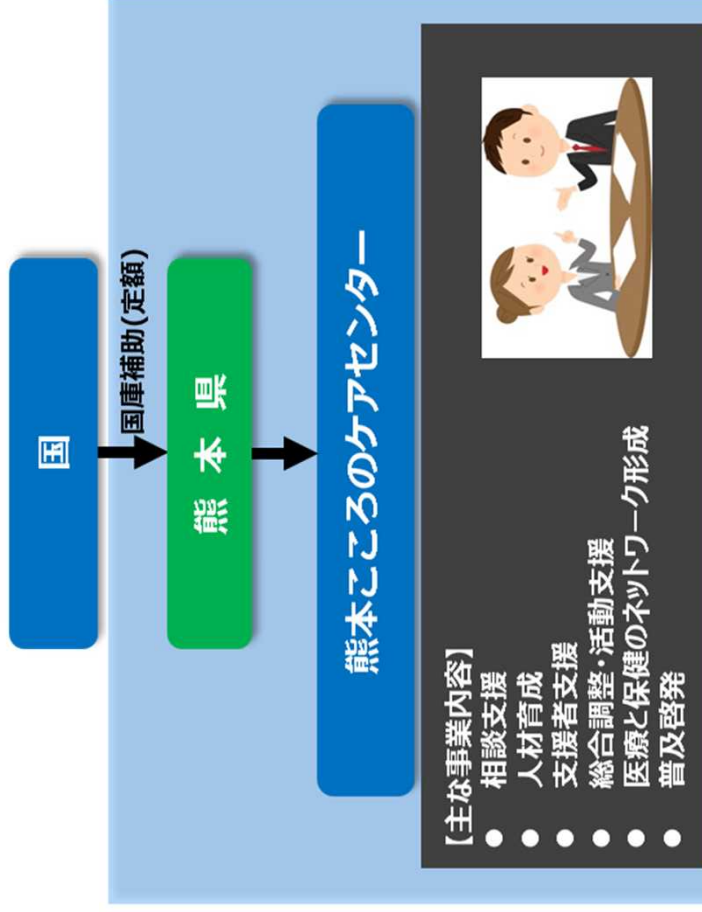 国
国庫補助(定額)
熊本県
熊本こころのケアセンター
【主な事業内容】
● 相談支援
● 人材育成
● 支援者支援
● 総合調整・活動支援
● 医療と保健のネットワーク形成
● 普及啓発